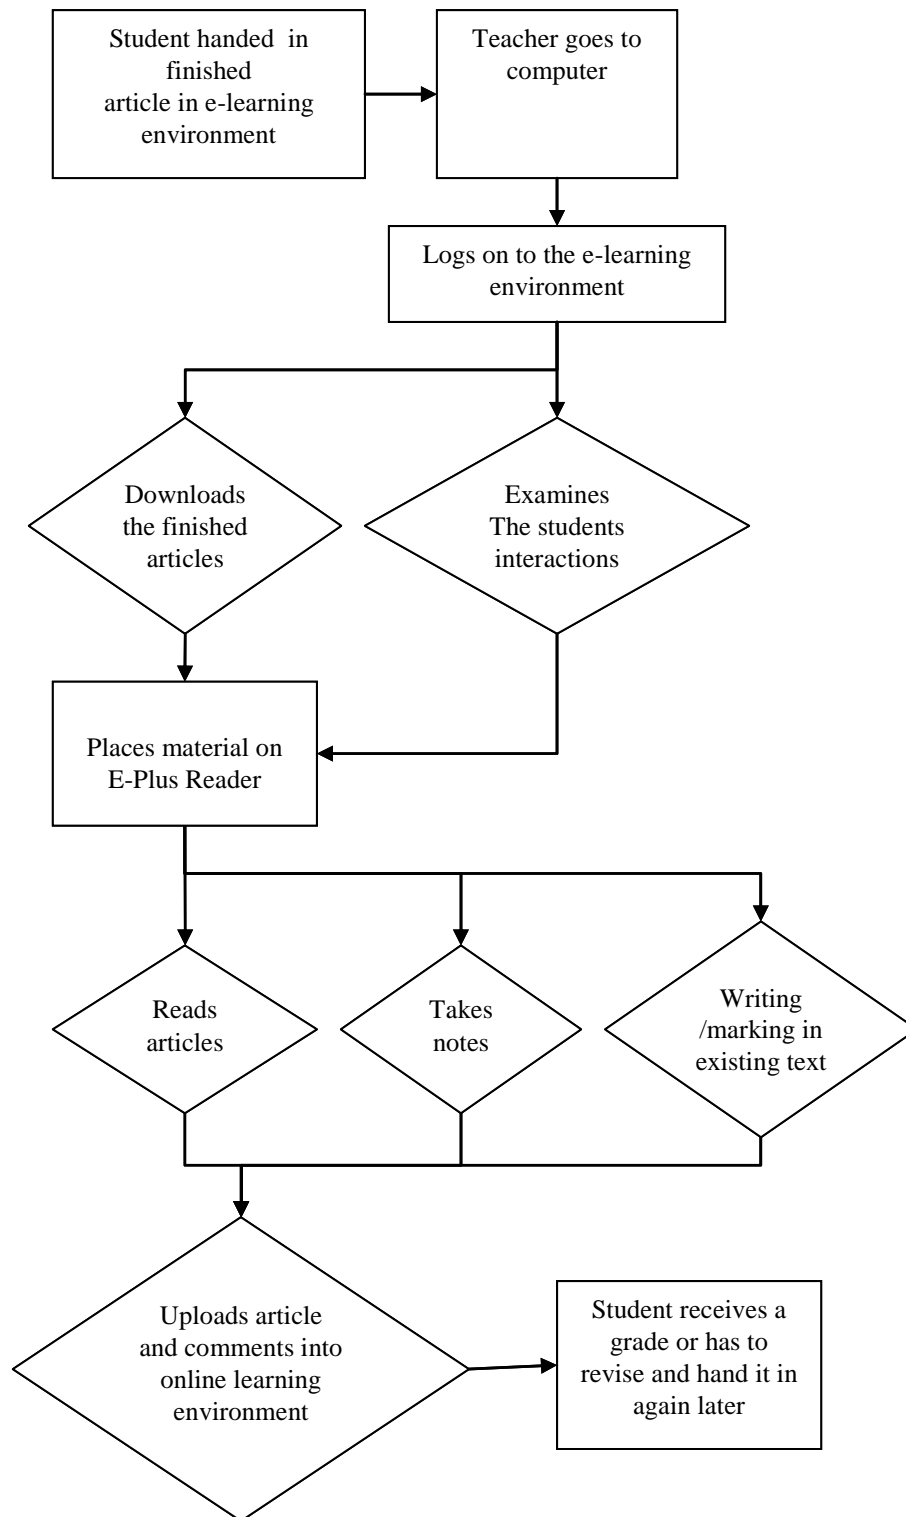 Student handed in
finished
article in e-learning
environment
Teacher goes to
computer
Logs on to the e-learning
environment
Downloads
the finished
articles
Examines
The students
interactions
Places material on
E-Plus Reader
Reads
articles
Takes
notes
Writing
/marking in
existing text
Uploads article
and comments into
online learning
environment
Student receives a
grade or has to
revise and hand it in
again later